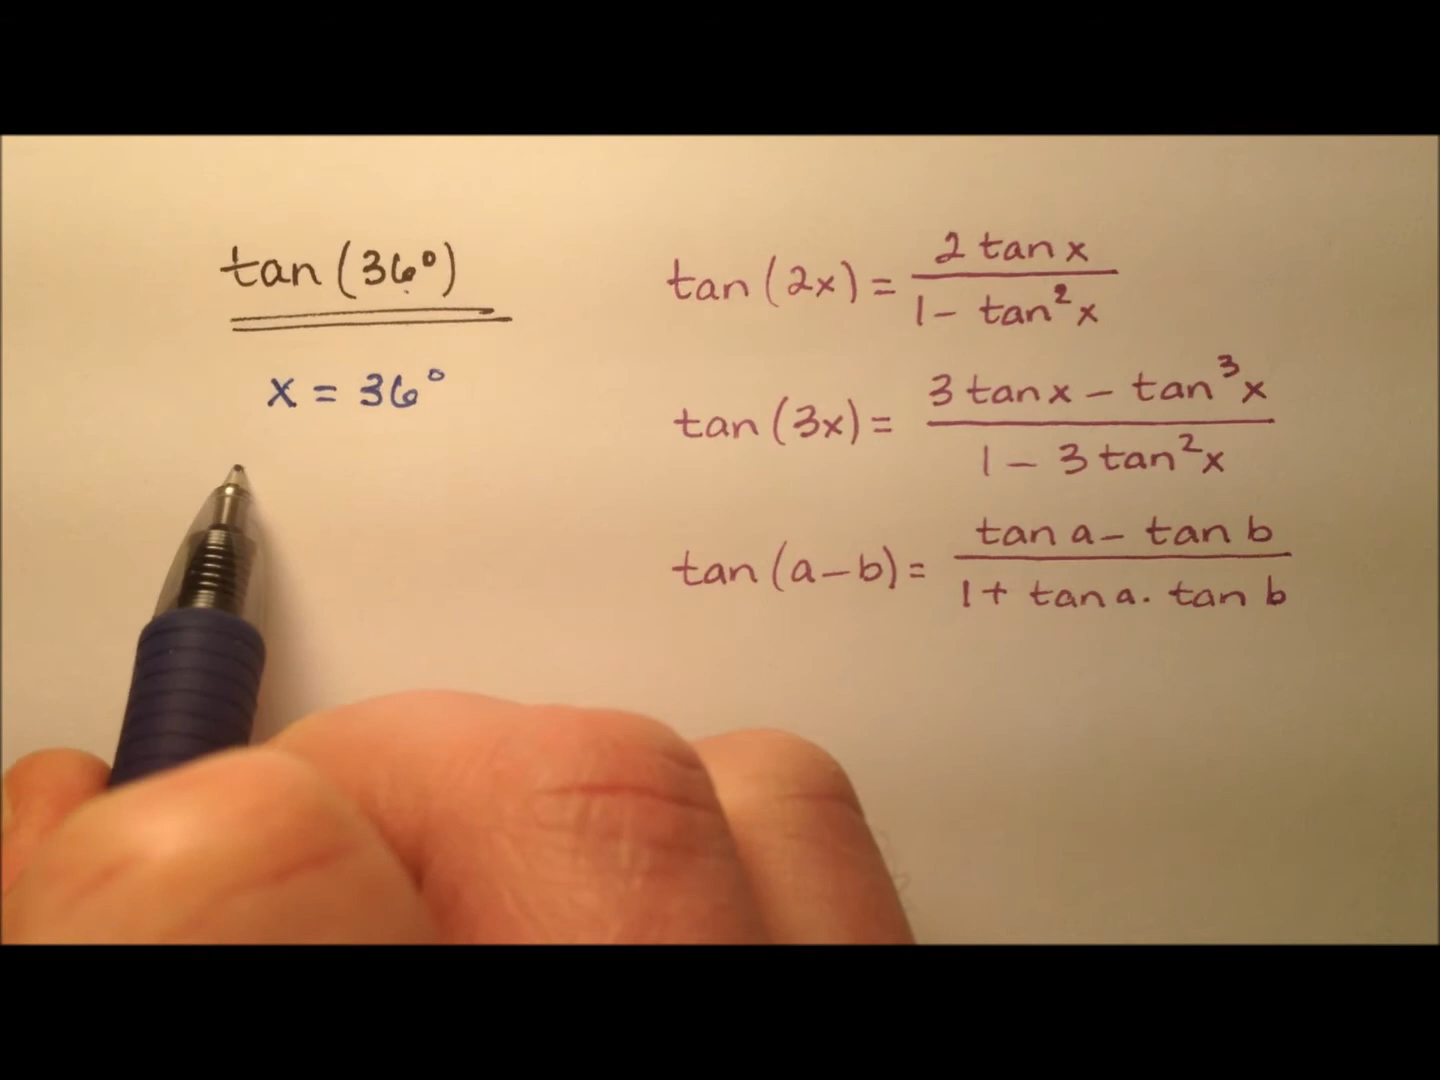 tan (36°)
x = 36°
tan (2x) = 2 tan x / 1 - tan²x
tan (3x) = 3 tan x - tan³x / 1 - 3 tan²x
tan (a-b) = tan a - tan b / 1 + tan a . tan b